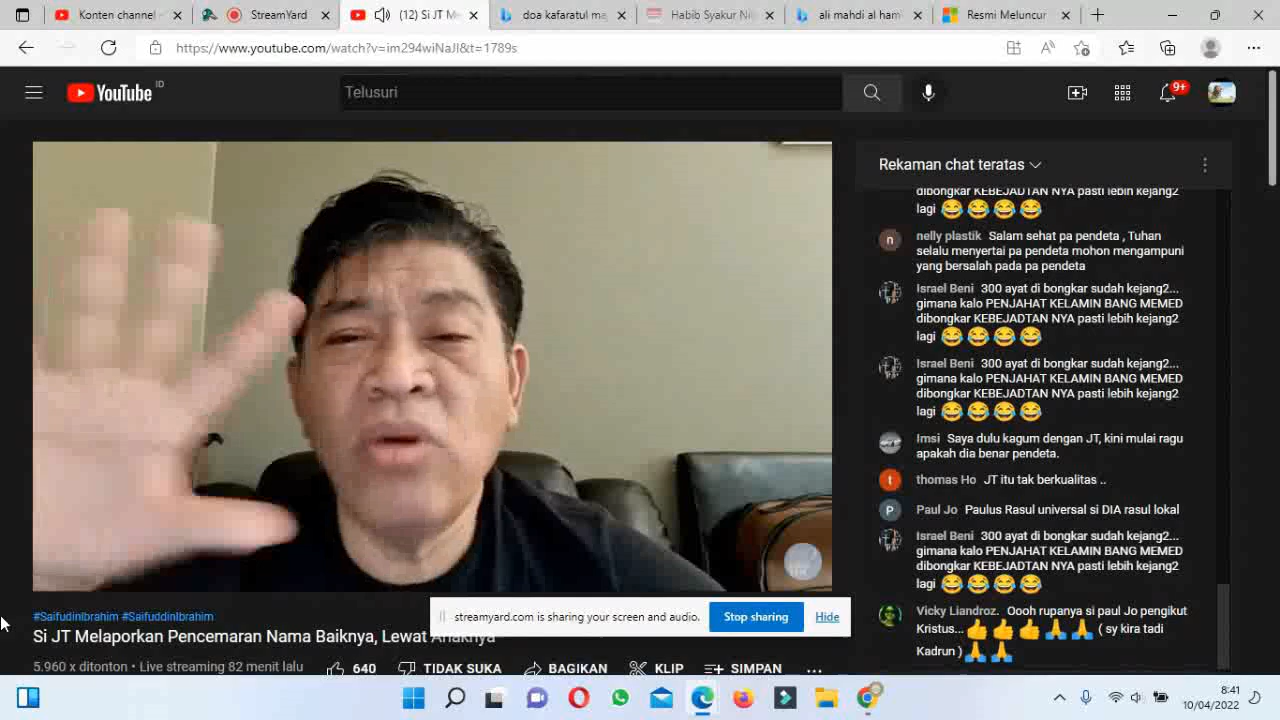 Konten channel -
StreamYard
(12) Si JT Me
doa kafaratul maj
Habib Syakur Nil
ali mahdi al ham
Resmi Meluncur
https://www.youtube.com/watch?v=im294wiNaJI&t=1789s
YouTube ID
Telusuri
9+
Rekaman chat teratas
dibongkar KEBEJADTAN NYA pasti lebih kejang2
lagi 😂😂😂😂
nelly plastik Salam sehat pa pendeta , Tuhan
selalu menyertai pa pendeta mohon mengampuni
yang bersalah pada pa pendeta
Israel Beni 300 ayat di bongkar sudah kejang2...
gimana kalo PENJAHAT KELAMIN BANG MEMED
dibongkar KEBEJADTAN NYA pasti lebih kejang2
lagi 😂😂😂😂
Israel Beni 300 ayat di bongkar sudah kejang2...
gimana kalo PENJAHAT KELAMIN BANG MEMED
dibongkar KEBEJADTAN NYA pasti lebih kejang2
lagi 😂😂😂😂
Imsi Saya dulu kagum dengan JT, kini mulai ragu
apakah dia benar pendeta.
t
thomas Ho JT itu tak berkualitas ..
P
Paul Jo Paulus Rasul universal si DIA rasul lokal
Israel Beni 300 ayat di bongkar sudah kejang2...
gimana kalo PENJAHAT KELAMIN BANG MEMED
dibongkar KEBEJADTAN NYA pasti lebih kejang2
lagi 😂😂😂😂
Vicky Liandroz. Oooh rupanya si paul Jo pengikut
Kristus...👍👍👍🙏🙏 ( sy kira tadi
Kadrun )🙏🙏
#SaifudinIbrahim #SaifuddinIbrahim
streamyard.com is sharing your screen and audio.
Stop sharing
Hide
Si JT Melaporkan Pencemaran Nama Baiknya, Lewat Anaknya
5.960 x ditonton • Live streaming 82 menit lalu
640
TIDAK SUKA
BAGIKAN
KLIP
SIMPAN
8:41
10/04/2022